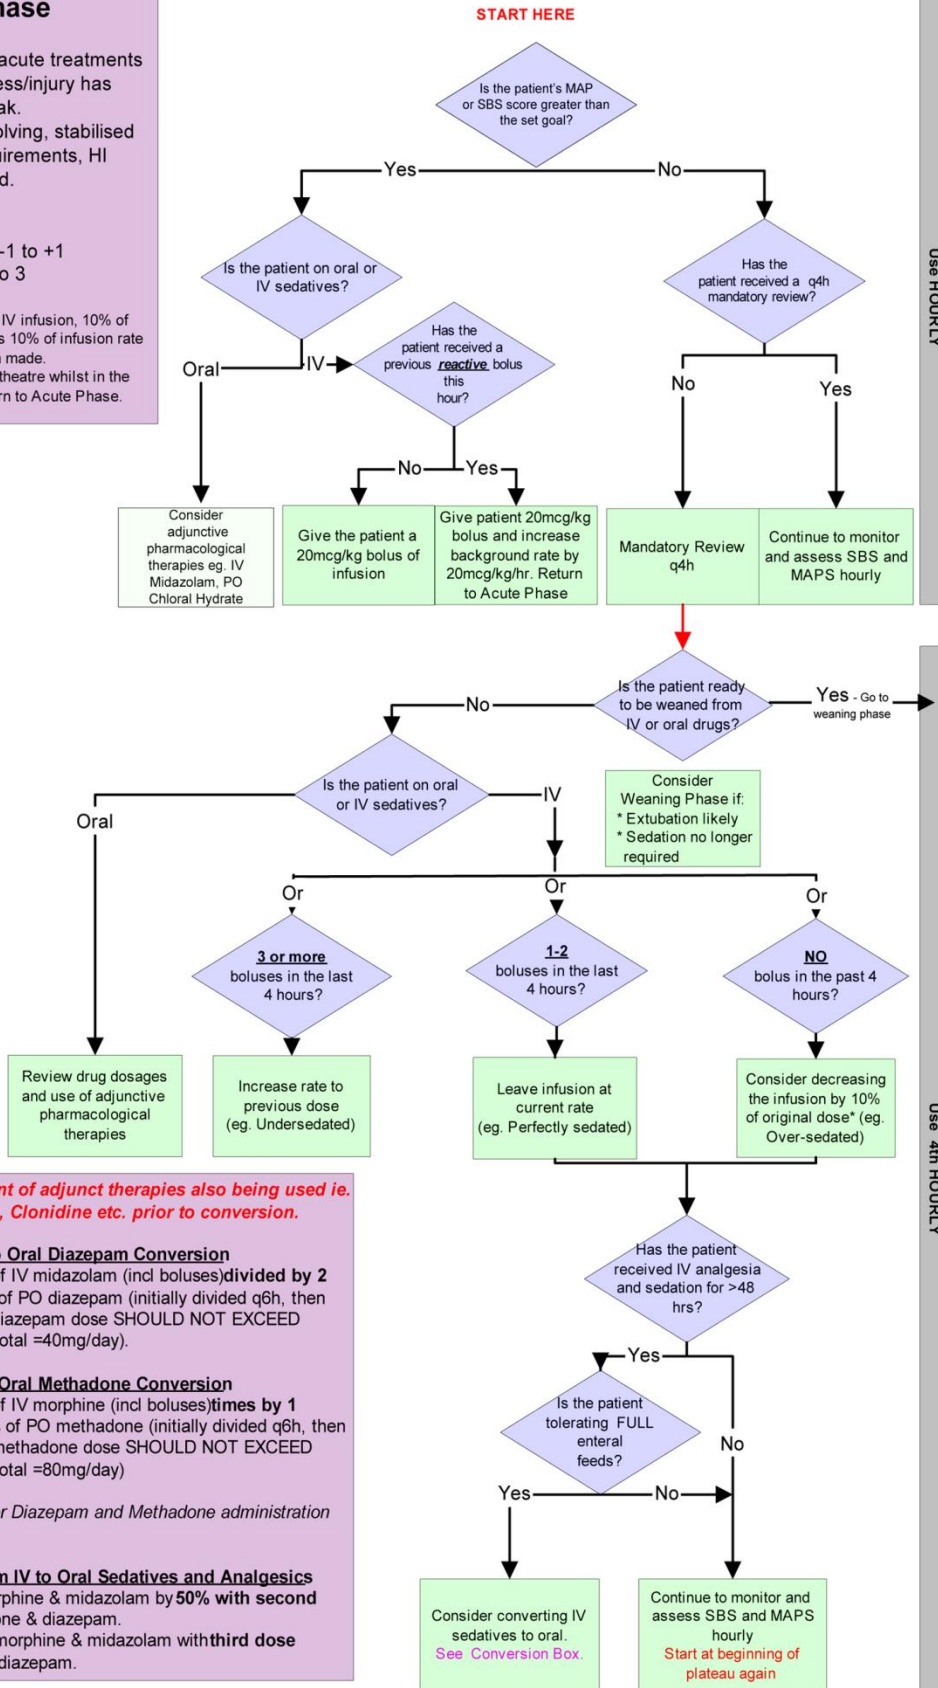 hase
acute treatments
ess/injury has
ak.
olving, stabilised
uirements, HI
d.
-1 to +1
o 3
IV infusion, 10% of
s 10% of infusion rate
made.
theatre whilst in the
rn to Acute Phase.
START HERE
Is the patient's MAP
or SBS score greater than
the set goal?
Yes
No
Is the patient on oral or
IV sedatives?
Has the
patient received a q4h
mandatory review?
Oral
IV
Has the
patient received a
previous reactive bolus
this
hour?
No
Yes
No
Yes
Consider
adjunctive
pharmacological
therapies eg. IV
Midazolam, PO
Chloral Hydrate
Give the patient a
20mcg/kg bolus of
infusion
Give patient 20mcg/kg
bolus and increase
background rate by
20mcg/kg/hr. Return
to Acute Phase
Mandatory Review
q4h
Continue to monitor
and assess SBS and
MAPS hourly
Use HOURLY
Is the patient ready
to be weaned from
IV or oral drugs?
No
Yes - Go to
weaning phase
Is the patient on oral
or IV sedatives?
Oral
IV
Consider
Weaning Phase if:
* Extubation likely
* Sedation no longer
required
Or
Or
Or
3 or more
boluses in the last
4 hours?
1-2
boluses in the last
4 hours?
NO
bolus in the past 4
hours?
Review drug dosages
and use of adjunctive
pharmacological
therapies
Increase rate to
previous dose
(eg. Undersedated)
Leave infusion at
current rate
(eg. Perfectly sedated)
Consider decreasing
the infusion by 10%
of original dose* (eg.
Over-sedated)
Use 4th HOURLY
nt of adjunct therapies also being used ie.
, Clonidine etc. prior to conversion.
o Oral Diazepam Conversion
f IV midazolam (incl boluses)divided by 2
of PO diazepam (initially divided q6h, then
iazepam dose SHOULD NOT EXCEED
otal =40mg/day).
Oral Methadone Conversion
of IV morphine (incl boluses)times by 1
s of PO methadone (initially divided q6h, then
methadone dose SHOULD NOT EXCEED
otal =80mg/day)
r Diazepam and Methadone administration
m IV to Oral Sedatives and Analgesics
rphine & midazolam by 50% with second
ne & diazepam.
morphine & midazolam with third dose
diazepam.
Has the patient
received IV analgesia
and sedation for >48
hrs?
Yes
No
Is the patient
tolerating FULL
enteral
feeds?
Yes
No
Consider converting IV
sedatives to oral.
See Conversion Box.
Continue to monitor and
assess SBS and MAPS
hourly
Start at beginning of
plateau again